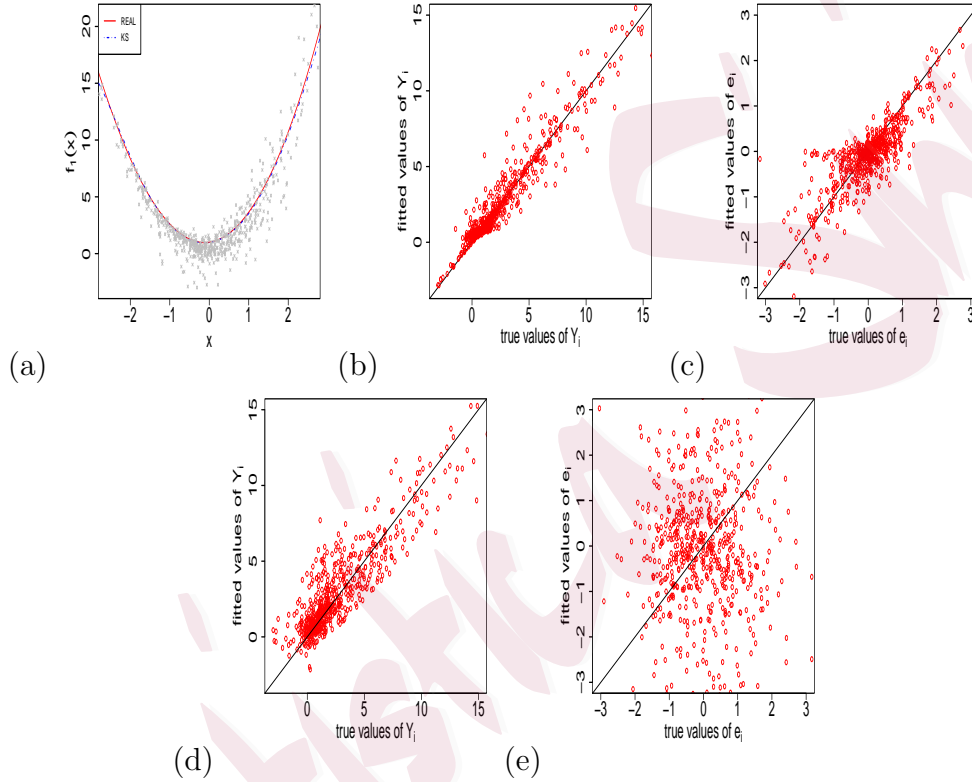 REAL
KS
20
15
10
5
0
f₁(x)
−2 −1 0 1 2
x
(a)
15
10
5
0
fitted values of Yᵢ
0 5 10 15
true values of Yᵢ
(b)
3
2
1
0
−1
−2
−3
fitted values of eᵢ
−3 −2 −1 0 1 2 3
true values of eᵢ
(c)
15
10
5
0
fitted values of Yᵢ
0 5 10 15
true values of Yᵢ
(d)
3
2
1
0
−1
−2
−3
fitted values of eᵢ
−3 −2 −1 0 1 2 3
true values of eᵢ
(e)